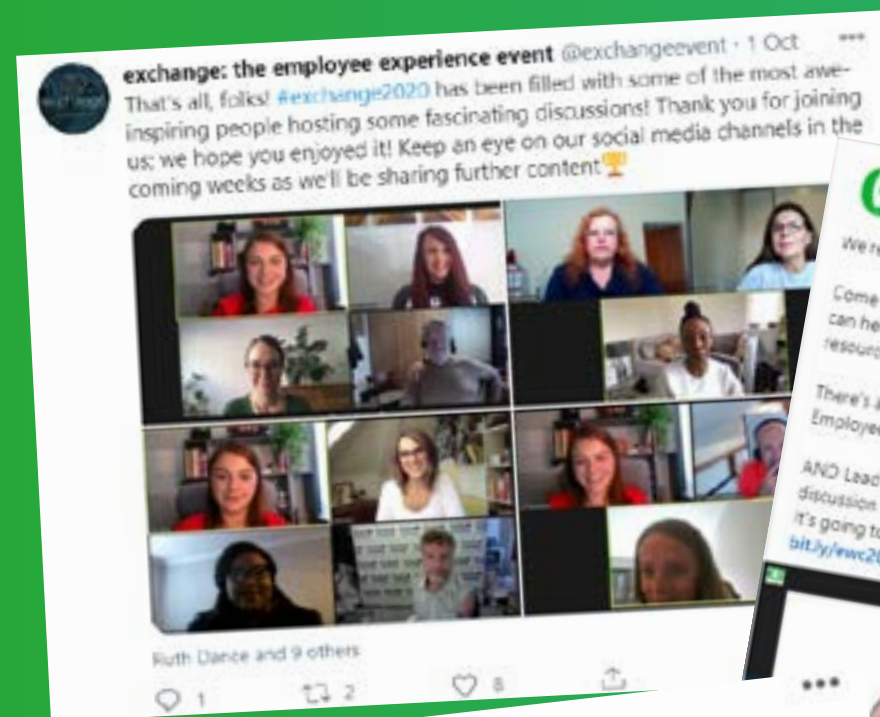 exchange: the employee experience event @exchangeevent · 1 Oct
That's all, folks! #exchange2020 has been filled with some of the most awe-
inspiring people hosting some fascinating discussions! Thank you for joining
us; we hope you enjoyed it! Keep an eye on our social media channels in the
coming weeks as we'll be sharing further content🏆
Ruth Dance and 9 others
1 2 8
We're
Come
can he
resourc
There's a
Employee
AND Lead
discussion
It's going to
bit.ly/ewc20